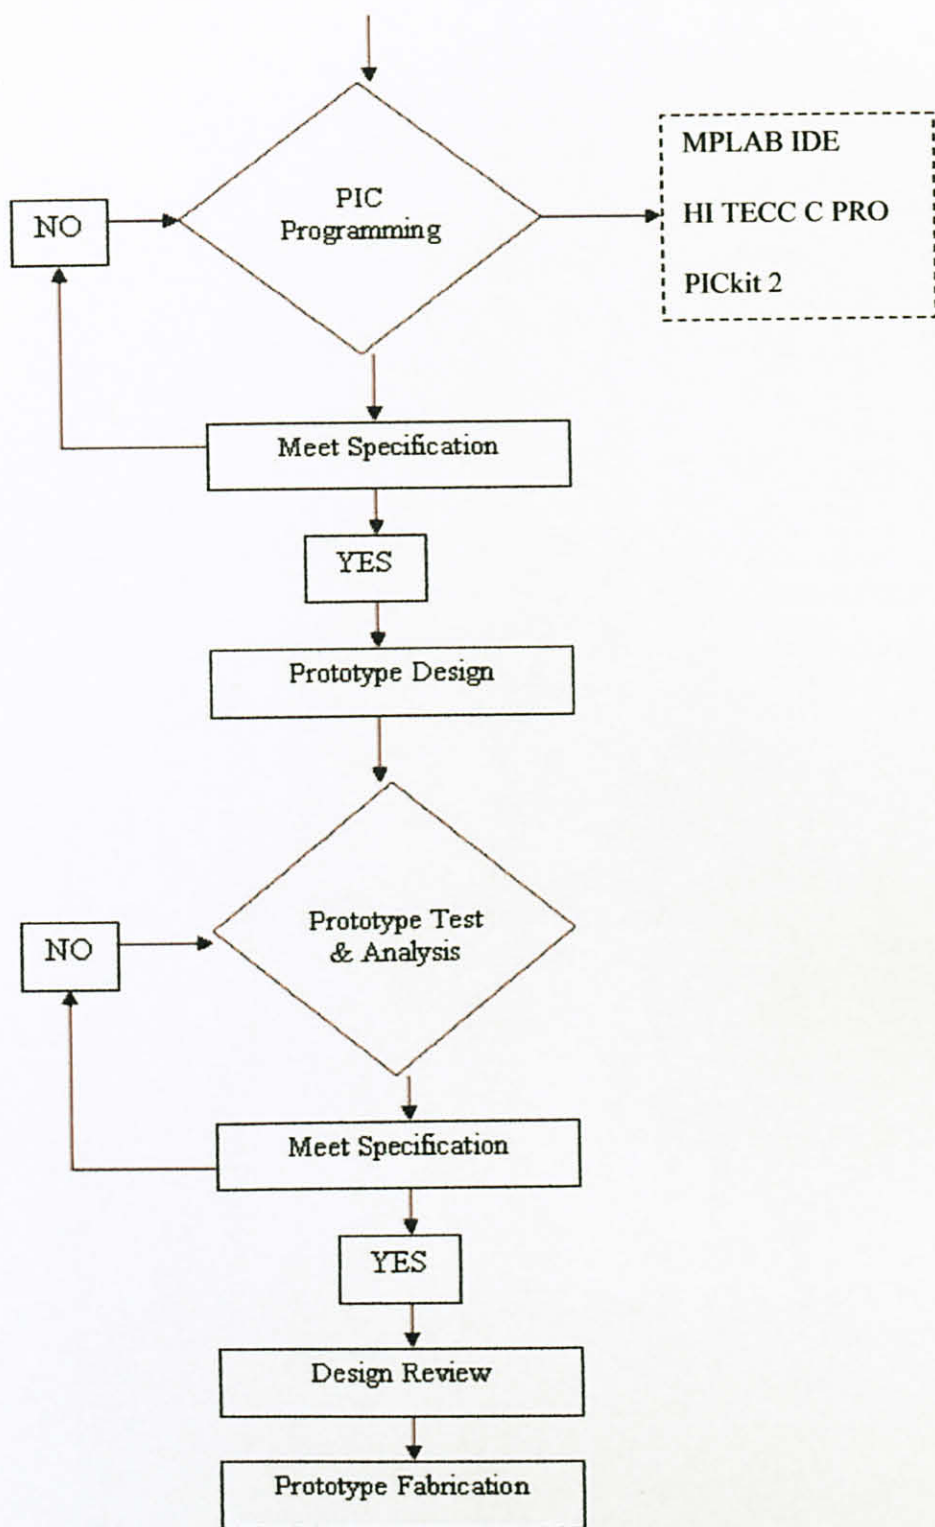 PIC
Programming
MPLAB IDE
HI TECC C PRO
PICkit 2
NO
Meet Specification
YES
Prototype Design
Prototype Test
& Analysis
NO
Meet Specification
YES
Design Review
Prototype Fabrication